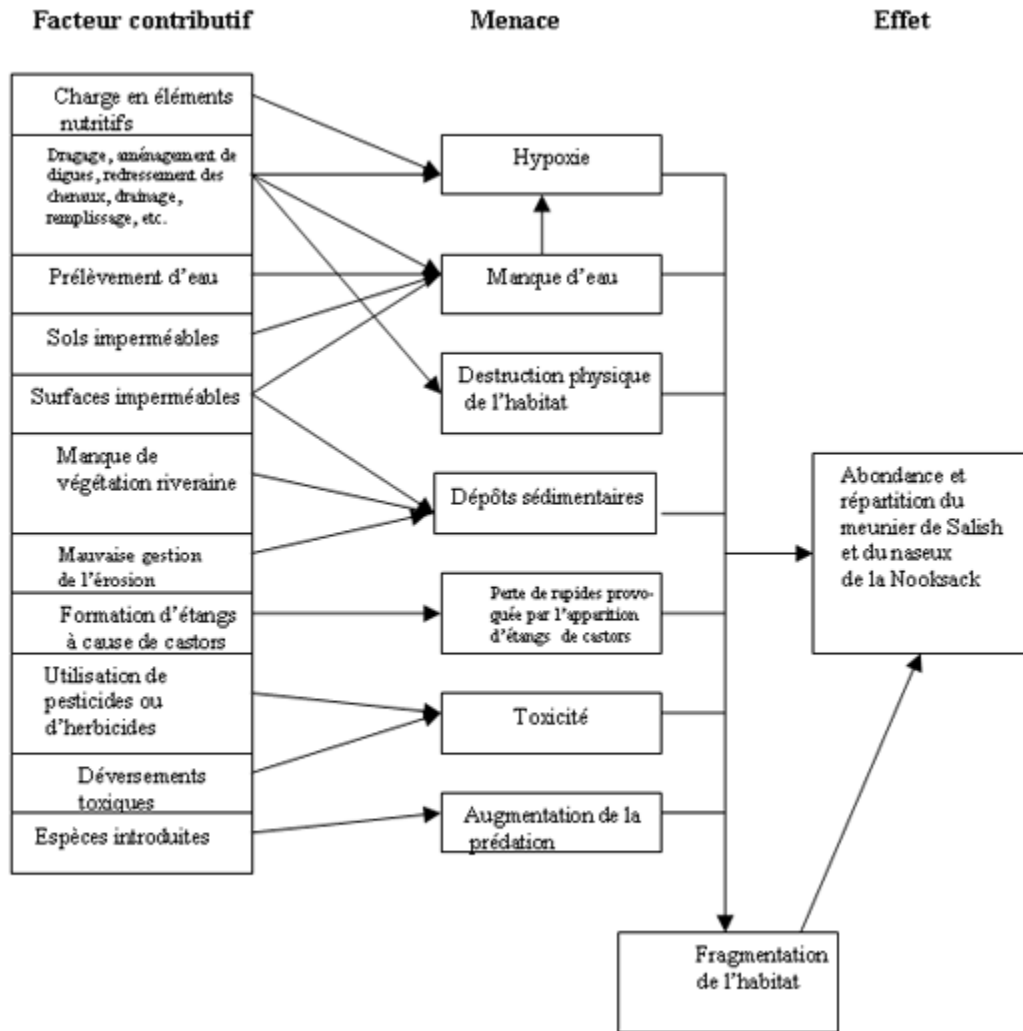 Facteur contributif
Menace
Effet
Charge en éléments
nutritifs
Dragage, aménagement de
digues, redressement des
chenaux, drainage,
remplissage, etc.
Prélèvement d'eau
Sols imperméables
Surfaces imperméables
Manque de
végétation riveraine
Mauvaise gestion
de l'érosion
Formation d'étangs
à cause de castors
Utilisation de
pesticides ou
d'herbicides
Déversements
toxiques
Espèces introduites
Hypoxie
Manque d'eau
Destruction physique
de l'habitat
Dépôts sédimentaires
Perte de rapides provo-
quée par l'apparition
d'étangs de castors
Toxicité
Augmentation de la
prédation
Abondance et
répartition du
meunier de Salish
et du naseux
de la Nooksack
Fragmentation
de l'habitat